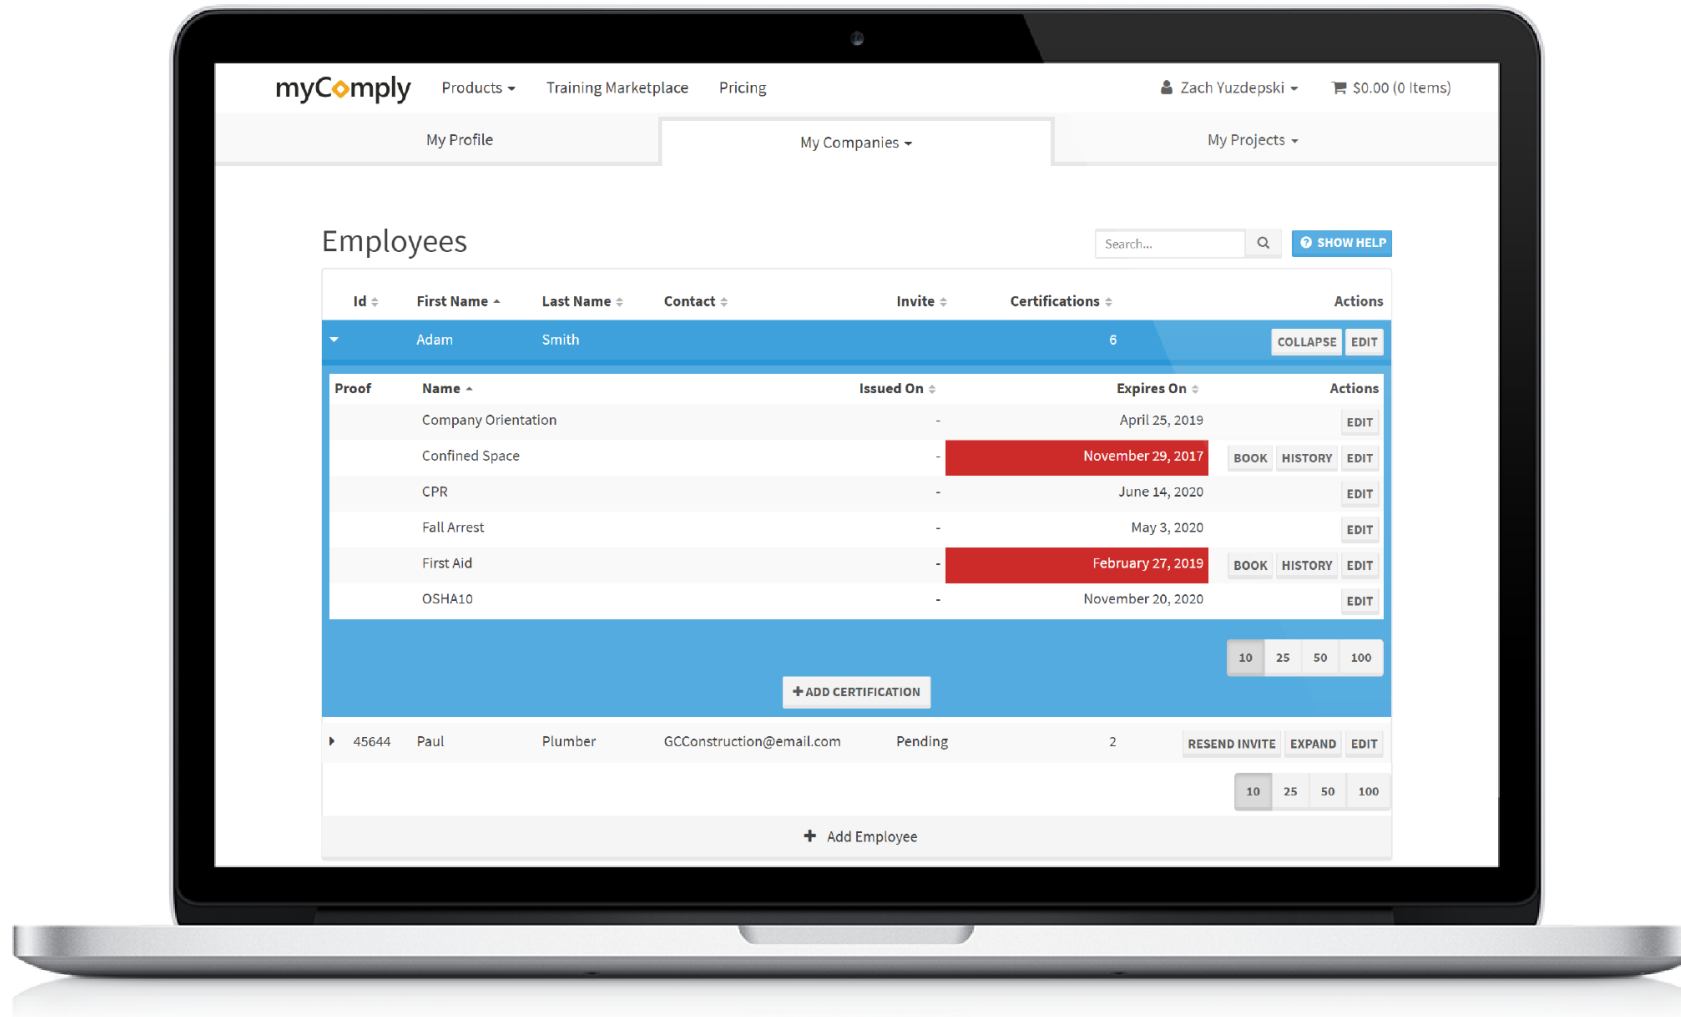 myComply Products Training Marketplace Pricing Zach Yuzdepski $0.00 (0 Items)
My Profile My Companies My Projects
Employees Search... SHOW HELP
Id First Name Last Name Contact Invite Certifications Actions
Adam Smith 6 COLLAPSE EDIT
Proof Name Issued On Expires On Actions
Company Orientation - April 25, 2019 EDIT
Confined Space - November 29, 2017 BOOK HISTORY EDIT
CPR - June 14, 2020 EDIT
Fall Arrest - May 3, 2020 EDIT
First Aid - February 27, 2019 BOOK HISTORY EDIT
OSHA10 - November 20, 2020 EDIT
10 25 50 100
+ ADD CERTIFICATION
45644 Paul Plumber GCConstruction@email.com Pending 2 RESEND INVITE EXPAND EDIT
10 25 50 100
+ Add Employee